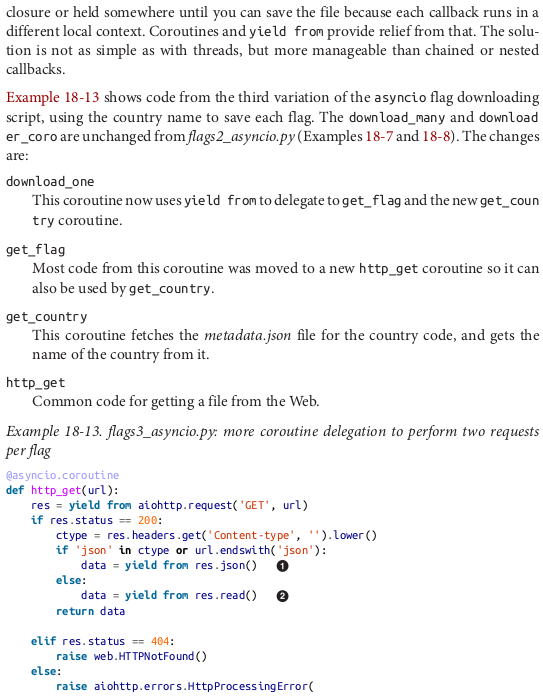 closure or held somewhere until you can save the file because each callback runs in a
different local context. Coroutines and yield from provide relief from that. The solu-
tion is not as simple as with threads, but more manageable than chained or nested
callbacks.
Example 18-13 shows code from the third variation of the asyncio flag downloading
script, using the country name to save each flag. The download_many and download
er_coro are unchanged from flags2_asyncio.py (Examples 18-7 and 18-8). The changes
are:
download_one
This coroutine now uses yield from to delegate to get_flag and the new get_coun
try coroutine.
get_flag
Most code from this coroutine was moved to a new http_get coroutine so it can
also be used by get_country.
get_country
This coroutine fetches the metadata.json file for the country code, and gets the
name of the country from it.
http_get
Common code for getting a file from the Web.
Example 18-13. flags3_asyncio.py: more coroutine delegation to perform two requests
per flag
@asyncio.coroutine
def http_get(url):
    res = yield from aiohttp.request('GET', url)
    if res.status == 200:
        ctype = res.headers.get('Content-type', '').lower()
        if 'json' in ctype or url.endswith('json'):
            data = yield from res.json() ❶
        else:
            data = yield from res.read() ❷
        return data
    elif res.status == 404:
        raise web.HTTPNotFound()
    else:
        raise aiohttp.errors.HttpProcessingError(